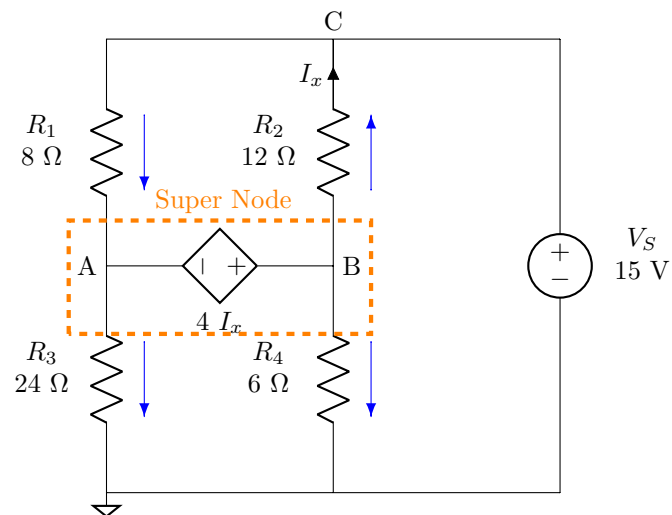 C
I_x
R_1
8 Ω
R_2
12 Ω
Super Node
A
− +
B
4 I_x
+
−
V_S
15 V
R_3
24 Ω
R_4
6 Ω